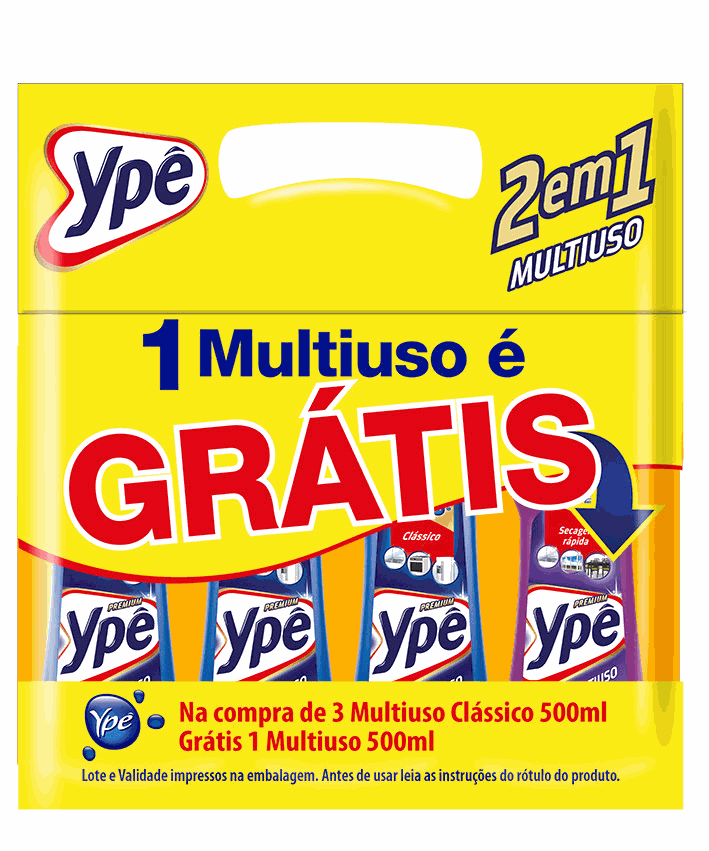 Ypê
2em1
MULTIUSO
1 Multiuso é
GRÁTIS
Clássico
Secage
rápida
PREMIUM
Ypê
PREMIUM
Ypê
PREMIUM
Ypê
PREMIUM
Ypê
TIUSO
Ypê
Na compra de 3 Multiuso Clássico 500ml
Grátis 1 Multiuso 500ml
Lote e Validade impressos na embalagem. Antes de usar leia as instruções do rótulo do produto.